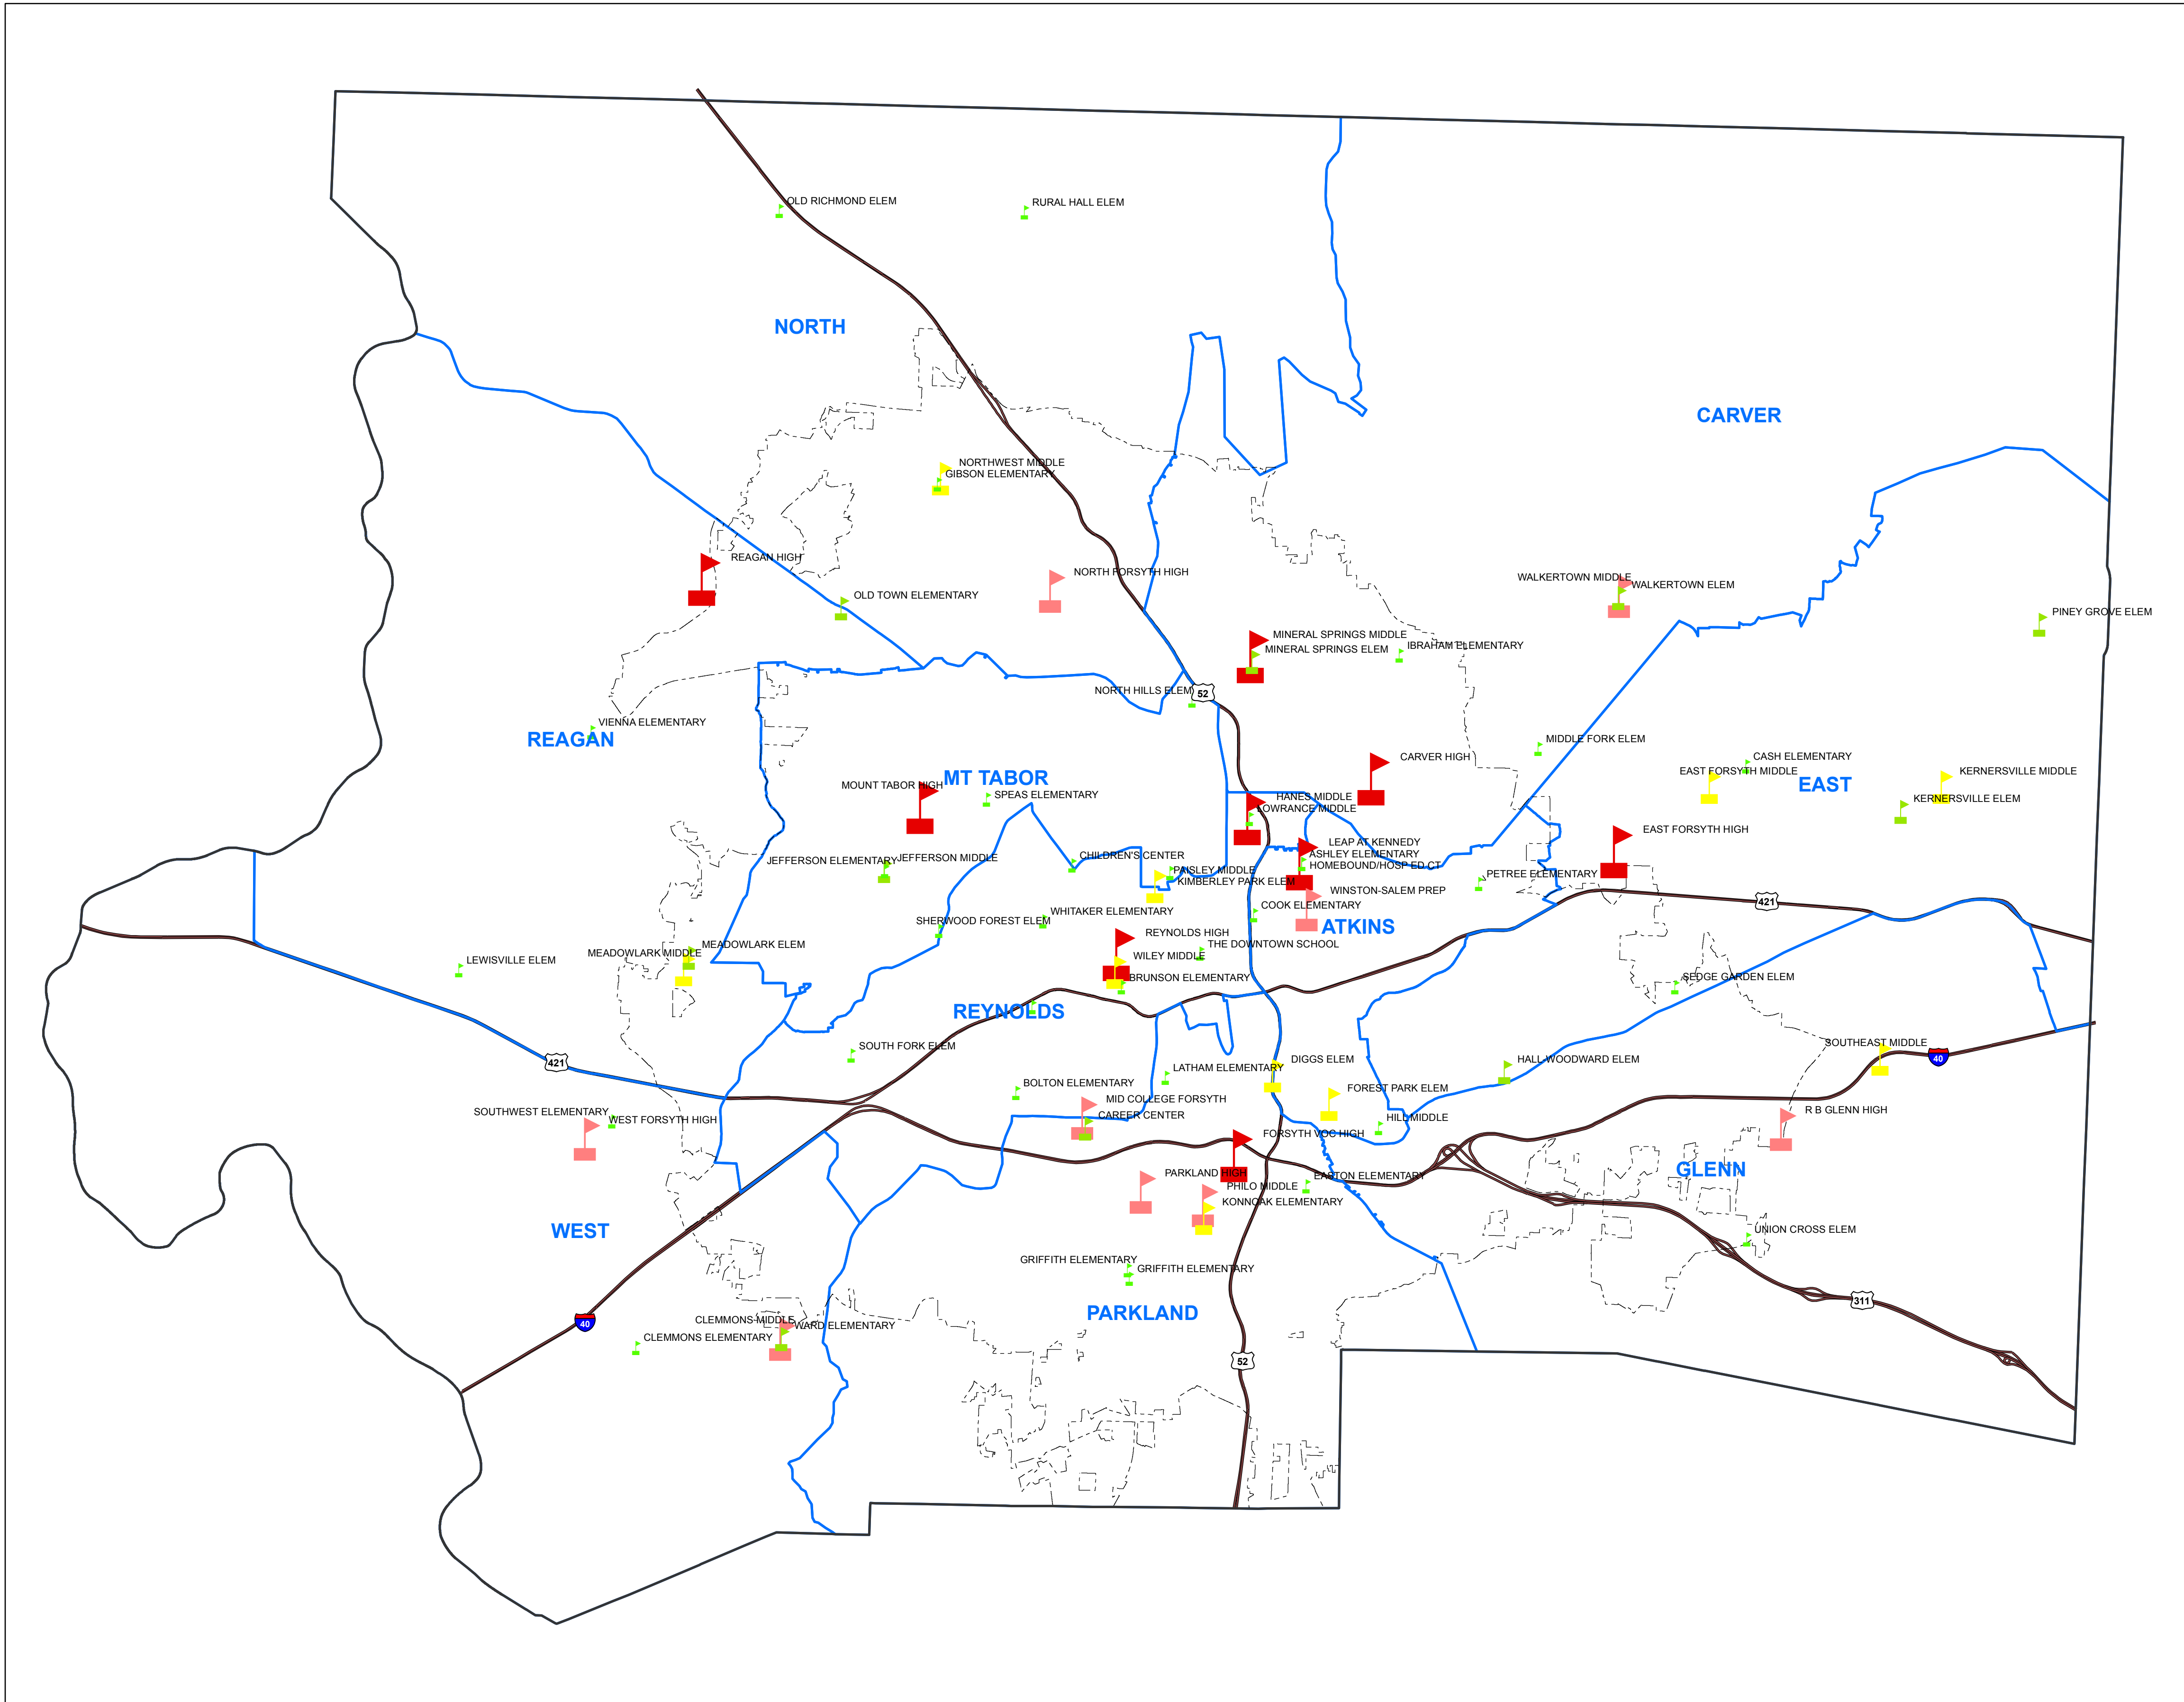 OLD RICHMOND ELEM
RURAL HALL ELEM
NORTH
CARVER
NORTHWEST MIDDLE
GIBSON ELEMENTARY
REAGAN HIGH
NORTH FORSYTH HIGH
WALKERTOWN MIDDLE
WALKERTOWN ELEM
OLD TOWN ELEMENTARY
PINEY GROVE ELEM
MINERAL SPRINGS MIDDLE
MINERAL SPRINGS ELEM
IBRAHAM ELEMENTARY
NORTH HILLS ELEM
52
VIENNA ELEMENTARY
REAGAN
MIDDLE FORK ELEM
CARVER HIGH
CASH ELEMENTARY
EAST FORSYTH MIDDLE
KERNERSVILLE MIDDLE
MT TABOR
MOUNT TABOR HIGH
EAST
SPEAS ELEMENTARY
HANES MIDDLE
LOWRANCE MIDDLE
KERNERSVILLE ELEM
EAST FORSYTH HIGH
LEAP AT KENNEDY
ASHLEY ELEMENTARY
HOMEBOUND/HOSP ED CT
CHILDREN'S CENTER
JEFFERSON ELEMENTARY
JEFFERSON MIDDLE
PAISLEY MIDDLE
KIMBERLEY PARK ELEM
PETREE ELEMENTARY
WINSTON-SALEM PREP
421
COOK ELEMENTARY
WHITAKER ELEMENTARY
SHERWOOD FOREST ELEM
ATKINS
REYNOLDS HIGH
THE DOWNTOWN SCHOOL
MEADOWLARK ELEM
MEADOWLARK MIDDLE
WILEY MIDDLE
LEWISVILLE ELEM
BRUNSON ELEMENTARY
SEDGE GARDEN ELEM
REYNOLDS
SOUTH FORK ELEM
SOUTHEAST MIDDLE
40
421
DIGGS ELEM
HALL WOODWARD ELEM
LATHAM ELEMENTARY
BOLTON ELEMENTARY
FOREST PARK ELEM
MID COLLEGE FORSYTH
CAREER CENTER
SOUTHWEST ELEMENTARY
WEST FORSYTH HIGH
HILL MIDDLE
R B GLENN HIGH
FORSYTH VOC HIGH
GLENN
PARKLAND HIGH
EASTON ELEMENTARY
PHILO MIDDLE
KONNOAK ELEMENTARY
WEST
UNION CROSS ELEM
GRIFFITH ELEMENTARY
GRIFFITH ELEMENTARY
311
PARKLAND
CLEMMONS MIDDLE
WARD ELEMENTARY
40
CLEMMONS ELEMENTARY
52